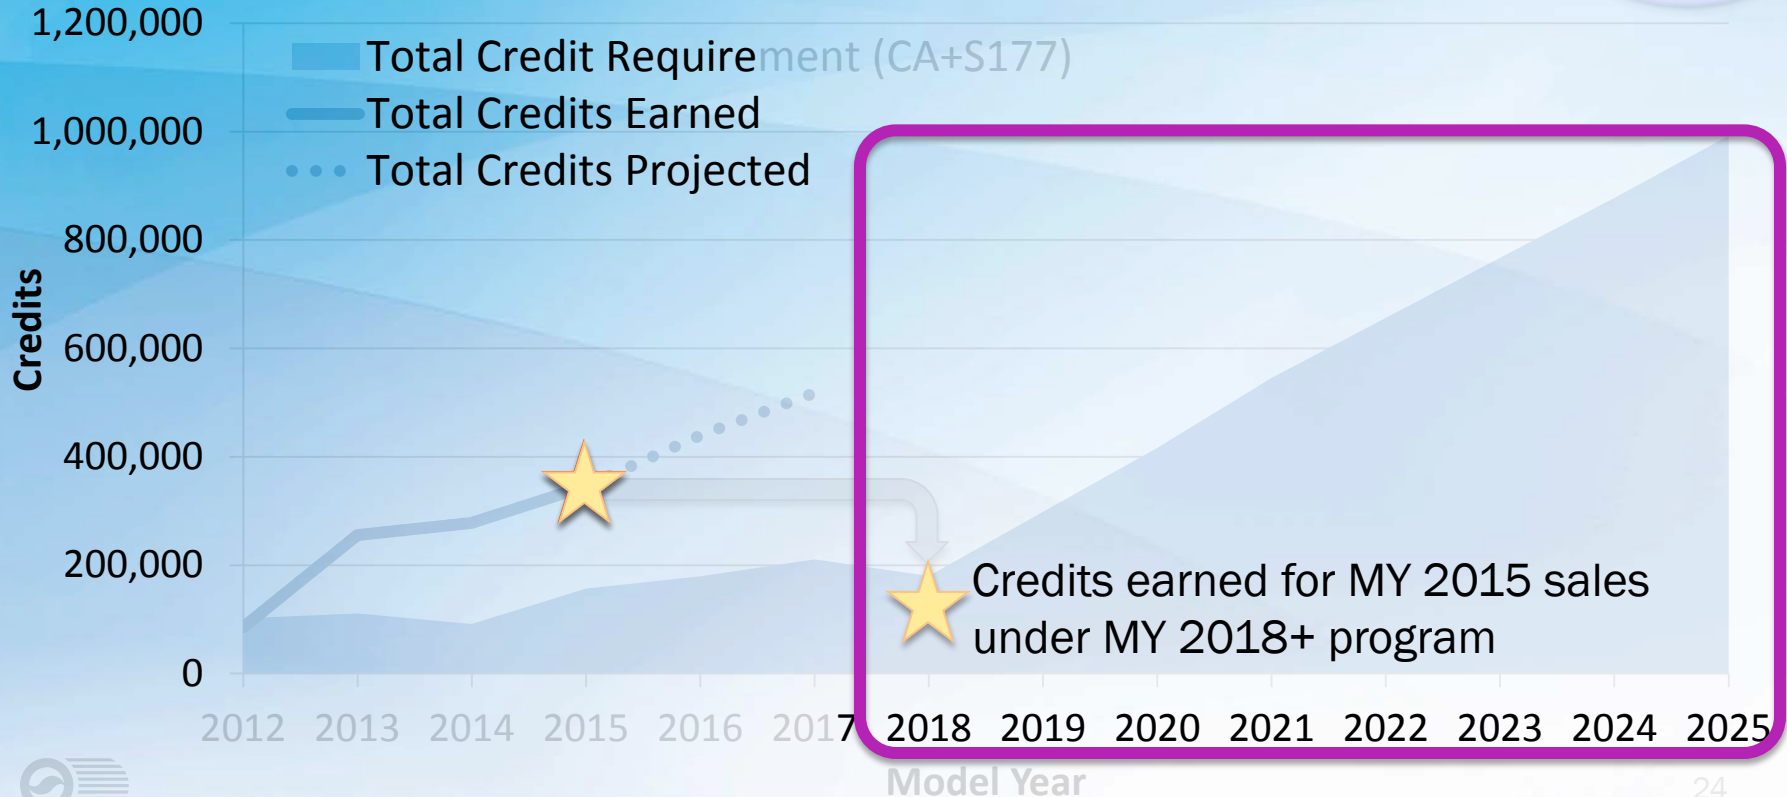 1,200,000
1,000,000
800,000
600,000
400,000
200,000
0
Credits
Total Credit Requirement (CA+S177)
Total Credits Earned
Total Credits Projected
Credits earned for MY 2015 sales
under MY 2018+ program
2012 2013 2014 2015 2016 2017 2018 2019 2020 2021 2022 2023 2024 2025
Model Year
24